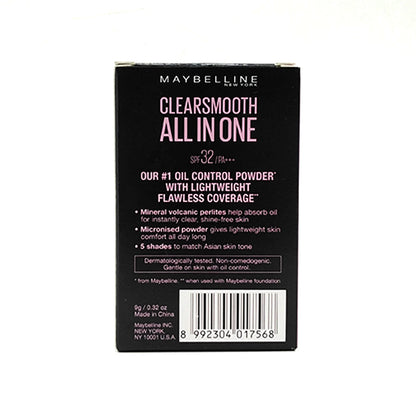 MAYBELLINE
NEW YORK
CLEARSMOOTH
ALL IN ONE
SPF 32/PA+++
OUR #1 OIL CONTROL POWDER*
WITH LIGHTWEIGHT
FLAWLESS COVERAGE**
• Mineral volcanic perlites help absorb oil
for instantly clear, shine-free skin
• Micronised powder gives lightweight skin
comfort all day long
• 5 shades to match Asian skin tone
Dermatologically tested. Non-comedogenic.
Gentle on skin with oil control.
* from Maybelline. ** when used with Maybelline foundation
9g / 0.32 oz
Made in China
Maybelline INC.
NEW YORK,
NY 10001 U.S.A.
8 992304 017568